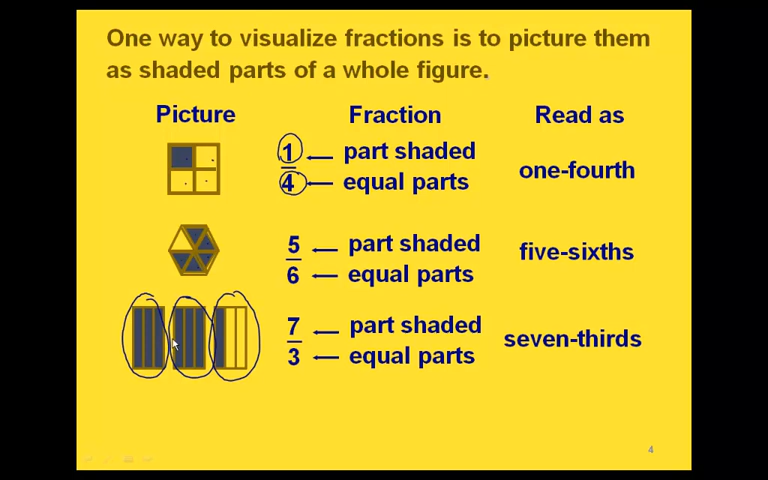 One way to visualize fractions is to picture them
as shaded parts of a whole figure.
Picture Fraction Read as
1 ← part shaded
4 ← equal parts
one-fourth
5 ← part shaded
6 ← equal parts
five-sixths
7 ← part shaded
3 ← equal parts
seven-thirds
4